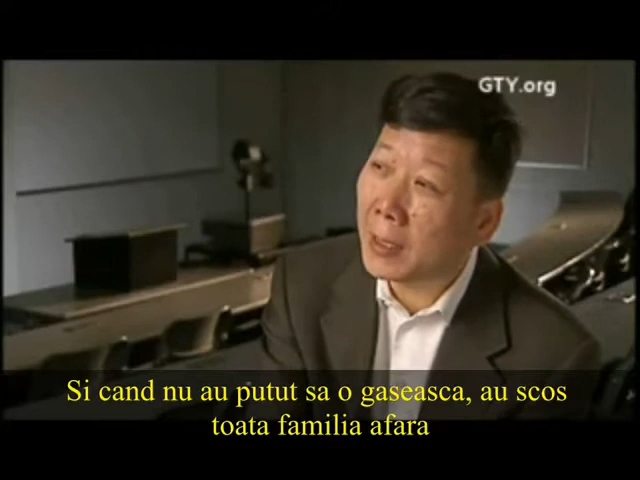 GTY.org
Si cand nu au putut sa o gaseasca, au scos
toata familia afara